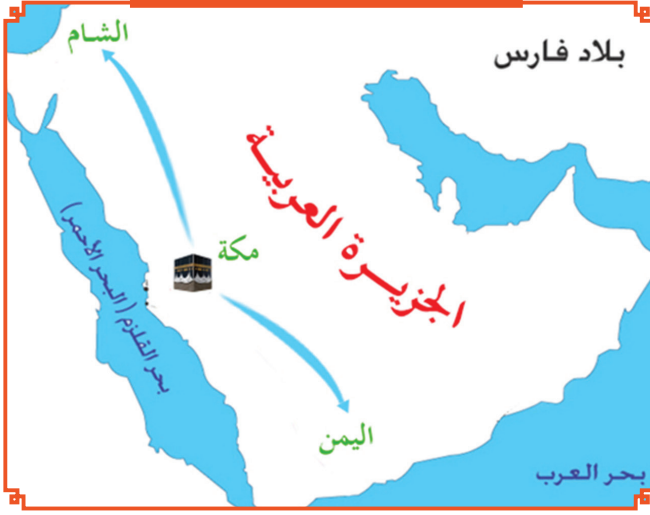 الشام
بلاد فارس
الجزيرة العربية
مكة
بحر القلزم (البحر الأحمر)
اليمن
بحر العرب